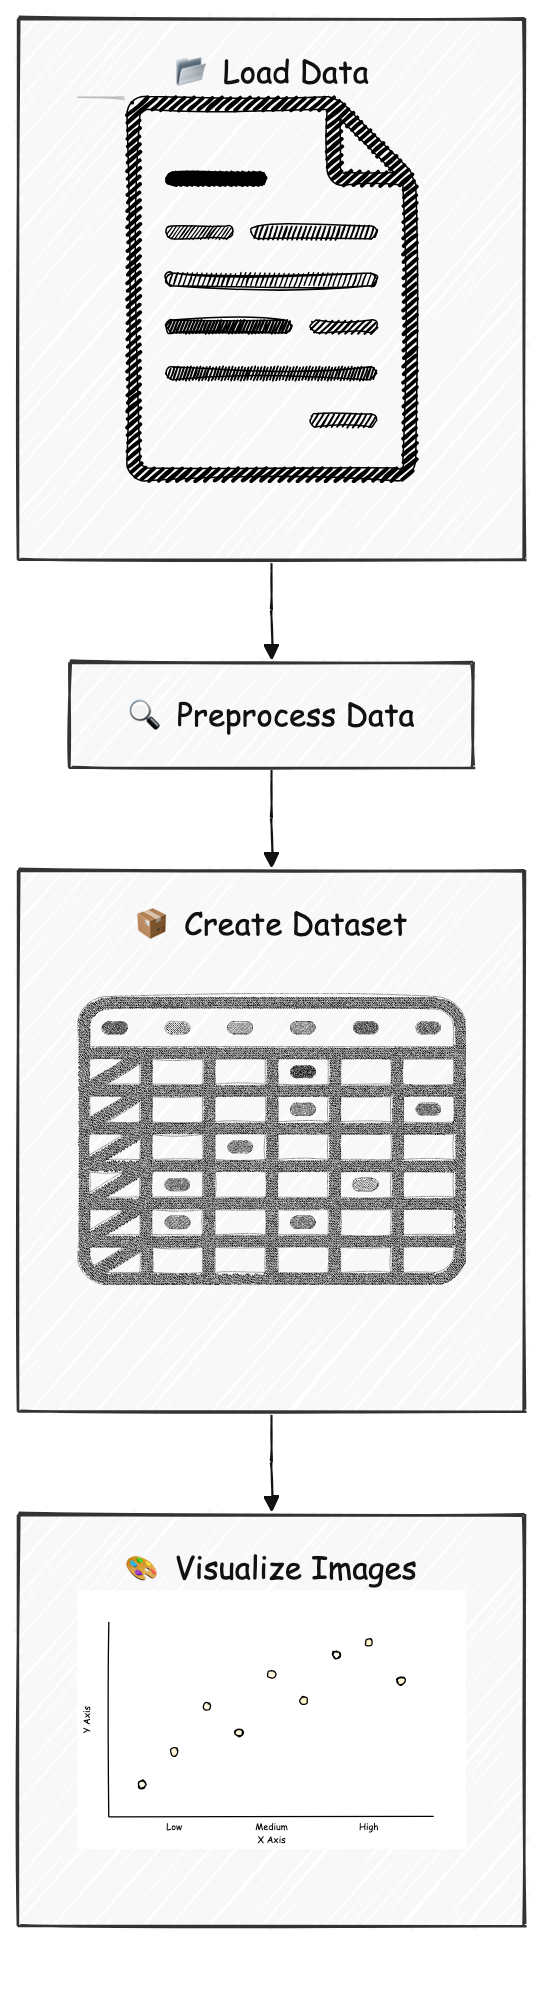 Load Data
Preprocess Data
Create Dataset
Visualize Images
Y Axis
Low Medium High
X Axis